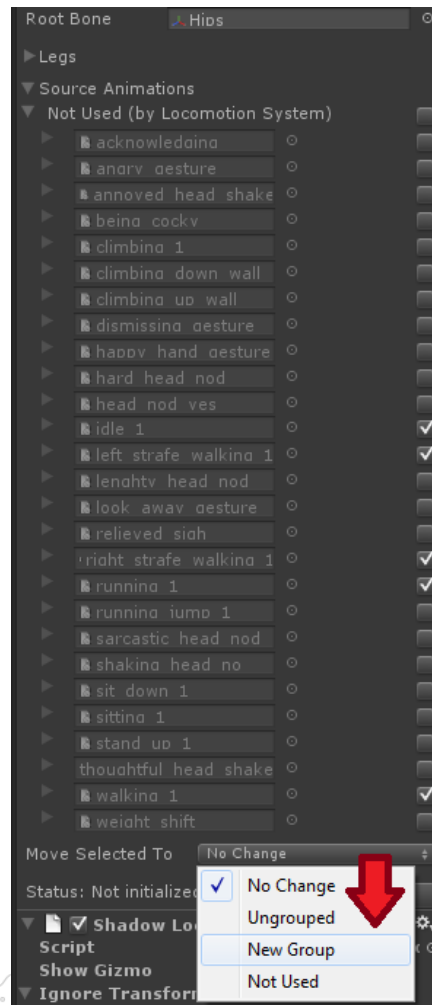 Root Bone Hips
Legs
Source Animations
Not Used (by Locomotion System)
acknowledging
angry gesture
annoyed head shake
being cocky
climbing 1
climbing down wall
climbing up wall
dismissing gesture
happy hand gesture
hard head nod
head nod yes
idle 1
left strafe walking 1
lenghty head nod
look away gesture
relieved sigh
right strafe walking 1
running 1
running jump 1
sarcastic head nod
shaking head no
sit down 1
sitting 1
stand up 1
thoughtful head shake
walking 1
weight shift
Move Selected To No Change
No Change
Status: Not initialized
Ungrouped
Shadow Lo
New Group
Script
Show Gizmo
Not Used
Ignore Transfor